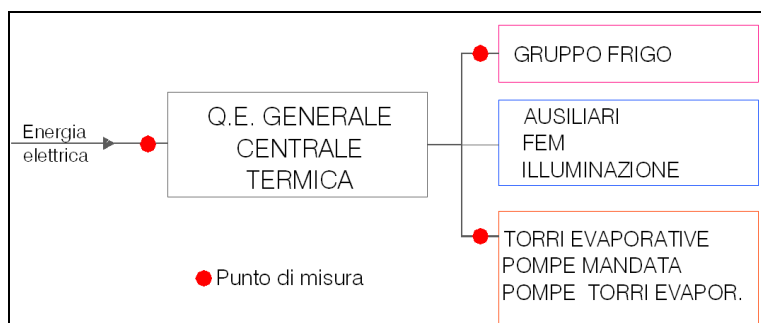 Energia
elettrica
Q.E. GENERALE
CENTRALE
TERMICA
GRUPPO FRIGO
AUSILIARI
FEM
ILLUMINAZIONE
TORRI EVAPORATIVE
POMPE MANDATA
POMPE TORRI EVAPOR.
Punto di misura